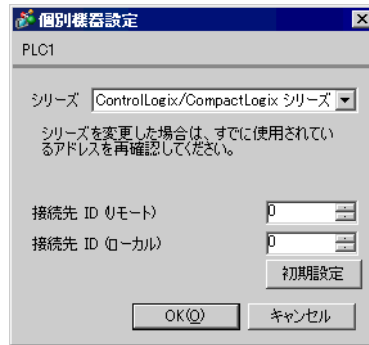 個別機器設定
PLC1
シリーズ ControlLogix/CompactLogix シリーズ
シリーズを変更した場合は、すでに使用されてい
るアドレスを再確認してください。
接続先 ID (リモート) 0
接続先 ID (ローカル) 0
初期設定
OK(O) キャンセル